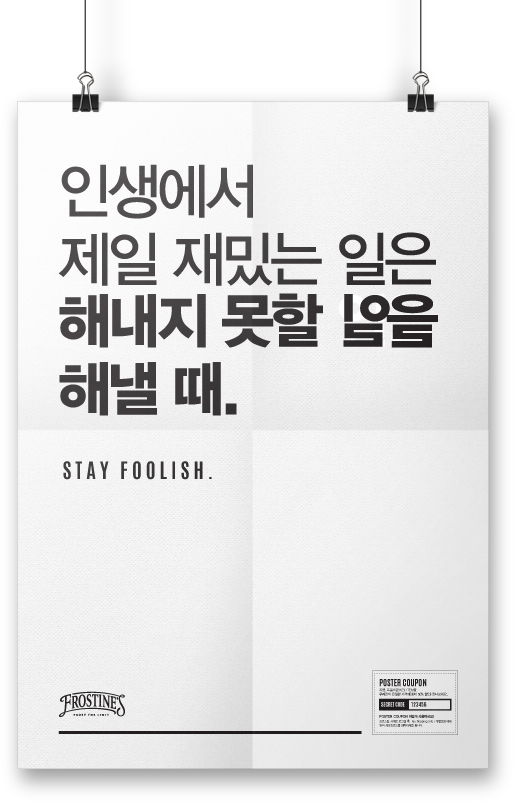 인생에서
제일 재밌는 일은
해내지 못할
해낼 때.
STAY FOOLISH.
FROSTINE'S
POSTER COUPON
SECRET CODE 123456